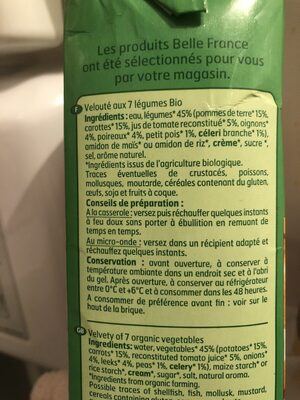 Les produits Belle France
ont été sélectionnés pour vous
par votre magasin.
F
Velouté aux 7 légumes Bio
Ingrédients : eau, légumes* 45% (pommes de terre* 15%,
carottes* 15%, jus de tomate reconstitué* 5%, oignons*
4%, poireaux* 4%, petit pois* 1%, céleri branche* 1%),
amidon de maïs* ou amidon de riz*, crème*, sucre *,
sel, arôme naturel.
*Ingrédients issus de l'agriculture biologique.
Traces éventuelles de crustacés, poissons,
mollusques, moutarde, céréales contenant du gluten,
œufs, soja et fruits à coque.
Conseils de préparation :
A la casserole : versez puis réchauffer quelques instants
à feu doux sans porter à ébullition en remuant de
temps en temps.
Au micro-onde : versez dans un récipient adapté et
réchauffez quelques instants.
Conservation : avant ouverture, à conserver à
température ambiante dans un endroit sec et à l'abri
du gel. Après ouverture, à conserver au réfrigérateur
entre 0°C et +6°C et à consommer dans les 48 heures.
A consommer de préférence avant fin : voir sur le
haut de la brique.
GB
Velvety of 7 organic vegetables
Ingredients: water, vegetables* 45% (potatoes* 15%,
carrots* 15%, reconstituted tomato juice* 5%, onions*
4%, leeks* 4%, peas* 1%, celery* 1%), maize starch* or
rice starch*, cream*, sugar*, salt, natural aroma.
*Ingredients from organic farming.
Possible traces of shellfish, fish, mollusk, mustard,